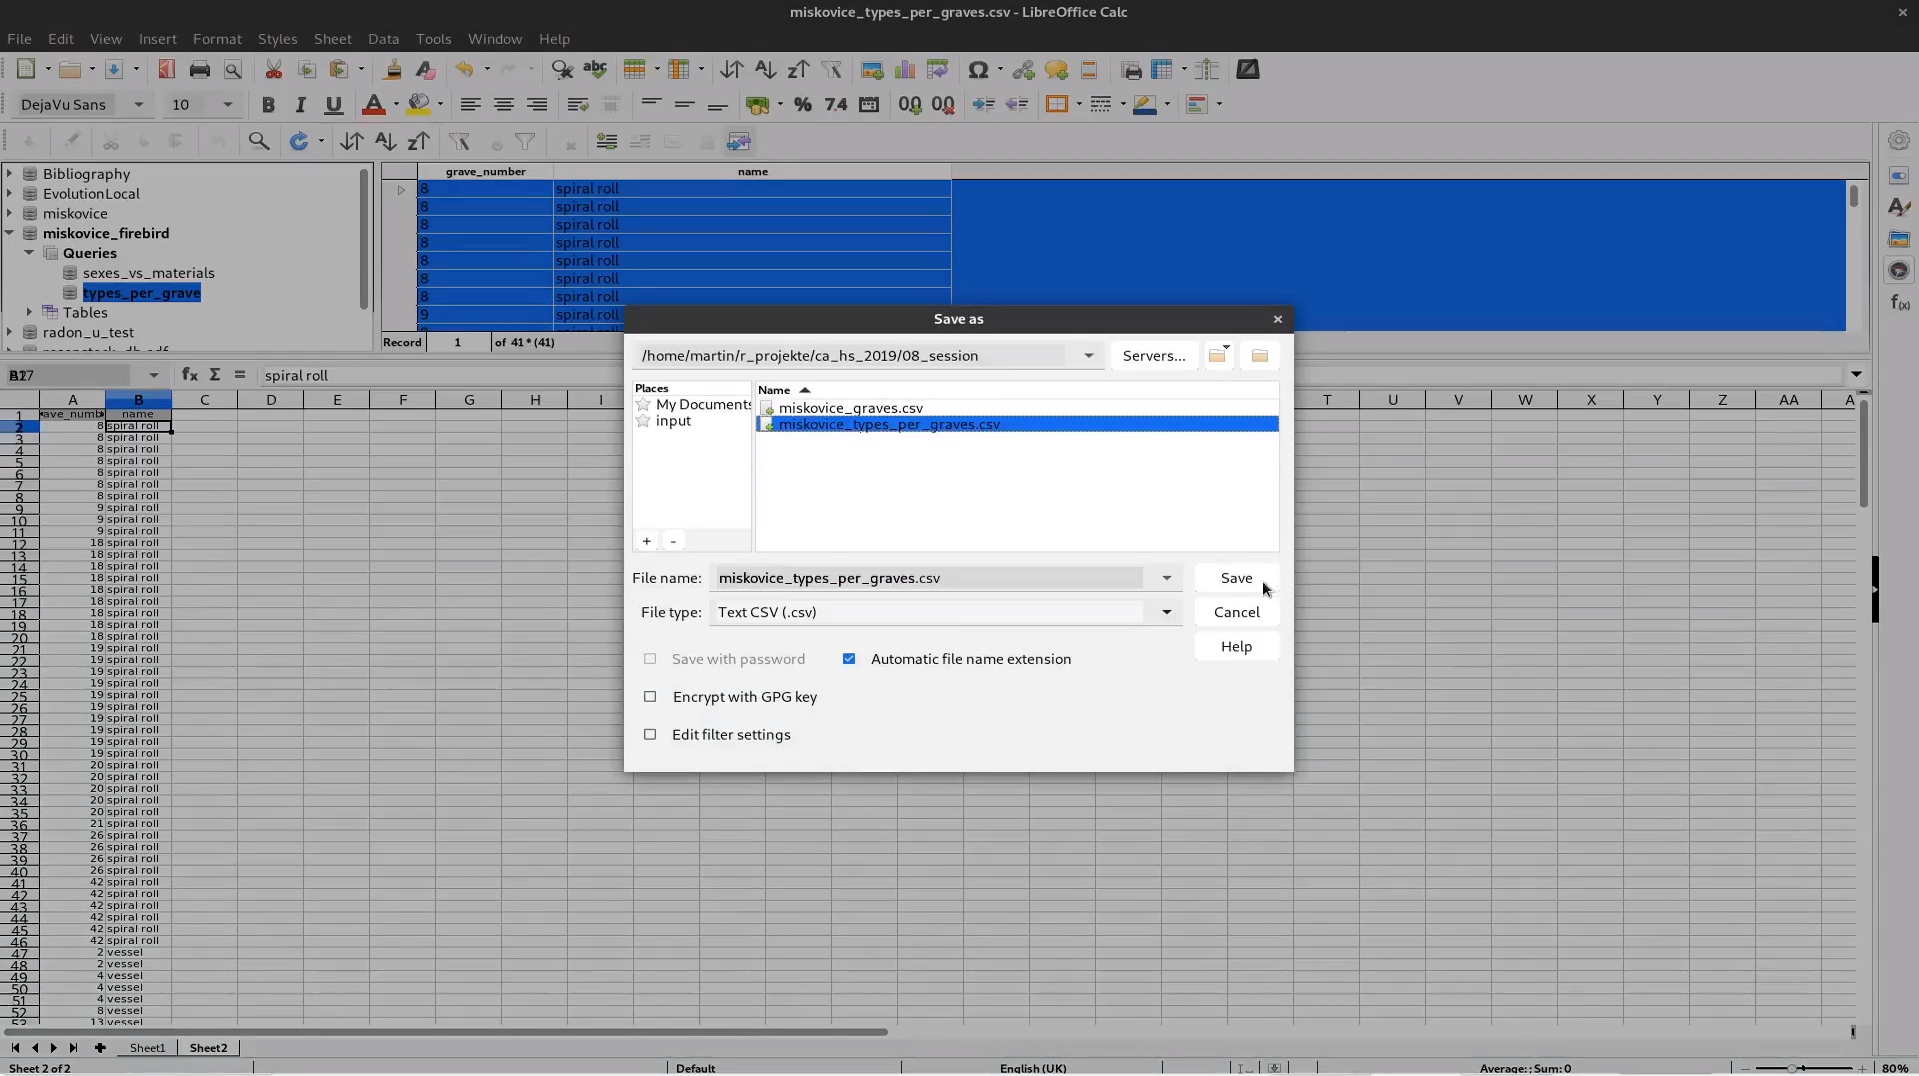 miskovice_types_per_graves.csv - LibreOffice Calc
File Edit View Insert Format Styles Sheet Data Tools Window Help
DejaVu Sans 10
grave_number name
Bibliography
EvolutionLocal
miskovice
miskovice_firebird
Queries
sexes_vs_materials
types_per_grave
Tables
radon_u_test
8 spiral roll
8 spiral roll
8 spiral roll
8 spiral roll
8 spiral roll
8 spiral roll
8 spiral roll
9 spiral roll
Record 1 of 41 * (41)
spiral roll
Save as
/home/martin/r_projekte/ca_hs_2019/08_session
Servers...
Places
My Documents
input
+ -
Name
miskovice_graves.csv
miskovice_types_per_graves.csv
File name: miskovice_types_per_graves.csv Save
File type: Text CSV (.csv) Cancel
Help
Save with password Automatic file name extension
Encrypt with GPG key
Edit filter settings
A B C D E F G H I T U V W X Y Z AA A
1 ave_numb name
2 8 spiral roll
3 8 spiral roll
4 8 spiral roll
5 8 spiral roll
6 8 spiral roll
7 8 spiral roll
8 8 spiral roll
9 9 spiral roll
10 9 spiral roll
11 9 spiral roll
12 18 spiral roll
13 18 spiral roll
14 18 spiral roll
15 18 spiral roll
16 18 spiral roll
17 18 spiral roll
18 18 spiral roll
19 18 spiral roll
20 18 spiral roll
21 19 spiral roll
22 19 spiral roll
23 19 spiral roll
24 19 spiral roll
25 19 spiral roll
26 19 spiral roll
27 19 spiral roll
28 19 spiral roll
29 19 spiral roll
30 19 spiral roll
31 20 spiral roll
32 20 spiral roll
33 20 spiral roll
34 20 spiral roll
35 20 spiral roll
36 21 spiral roll
37 26 spiral roll
38 26 spiral roll
39 26 spiral roll
40 26 spiral roll
41 42 spiral roll
42 42 spiral roll
43 42 spiral roll
44 42 spiral roll
45 42 spiral roll
46 42 spiral roll
47 2 vessel
48 2 vessel
49 4 vessel
50 4 vessel
51 4 vessel
52 8 vessel
53 13 vessel
Sheet1 Sheet2
Sheet 2 of 2 Default English (UK) Average: ; Sum: 0 80%